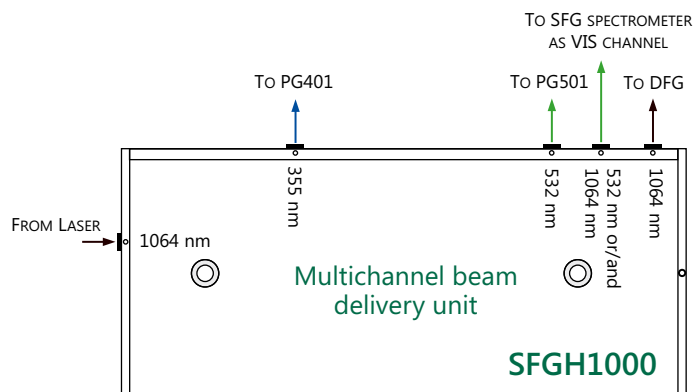 To SFG SPECTROMETER
AS VIS CHANNEL
To PG401
To PG501
To DFG
355 nm
532 nm
1064 nm
532 nm or/and
1064 nm
FROM LASER
1064 nm
Multichannel beam
delivery unit
SFGH1000